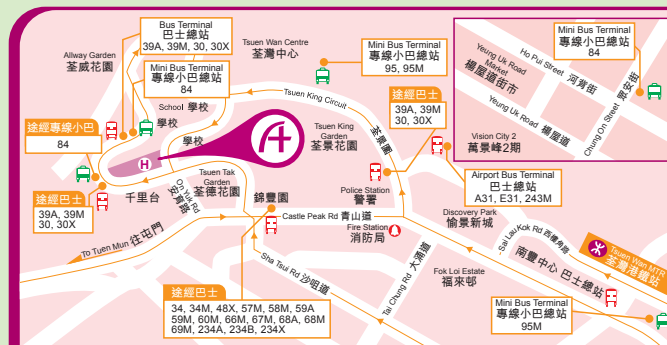 Bus Terminal
巴士總站
39A, 39M, 30, 30X
Allway Garden
荃威花園
Mini Bus Terminal
專線小巴總站
84
School 學校
學校
學校
Tsuen Wan Centre
荃灣中心
Mini Bus Terminal
專線小巴總站
95, 95M
Tsuen King Circuit
荃景圍
Tsuen King
Garden
荃景花園
途經巴士
39A, 39M
30, 30X
Mini Bus Terminal
專線小巴總站
84
Yeung Uk Road
Market
楊屋道街市
Ho Pui Street 河背街
Yeung Uk Road 楊屋道
Chung On Street 眾安街
Vision City 2
萬景峰2期
途經專線小巴
84
H
途經巴士
39A, 39M
30, 30X
千里台
On Yuk Rd
安育路
Tsuen Tak
Garden
荃德花園
錦豐園
Police Station
警署
Airport Bus Terminal
巴士總站
A31, E31, 243M
Castle Peak Rd 青山道
Fire Station
消防局
Discovery Park
愉景新城
Sai Lau Kok Rd 西樓角路
Tsuen Wan MTR
荃灣港鐵站
To Tuen Mun 往屯門
Sha Tsui Rd 沙咀道
Tai Chung Rd 大涌道
Fok Loi Estate
福來邨
南豐中心 巴士總站
途經巴士
34, 34M, 48X, 57M, 58M, 59A
59M, 60M, 66M, 67M, 68A, 68M
69M, 234A, 234B, 234X
Mini Bus Terminal
專線小巴總站
95M